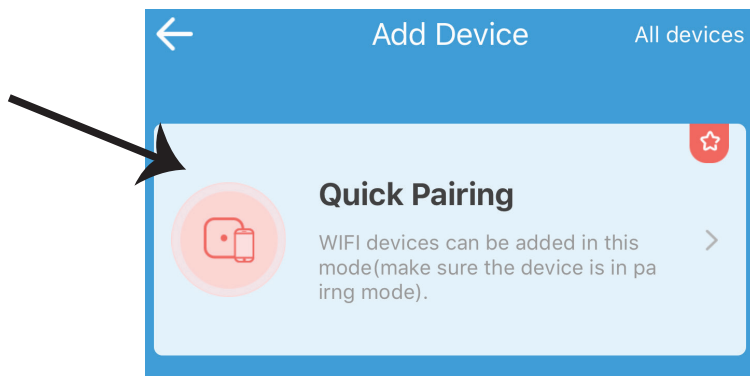 Add Device All devices
Quick Pairing
WIFI devices can be added in this
mode(make sure the device is in pa
irng mode).